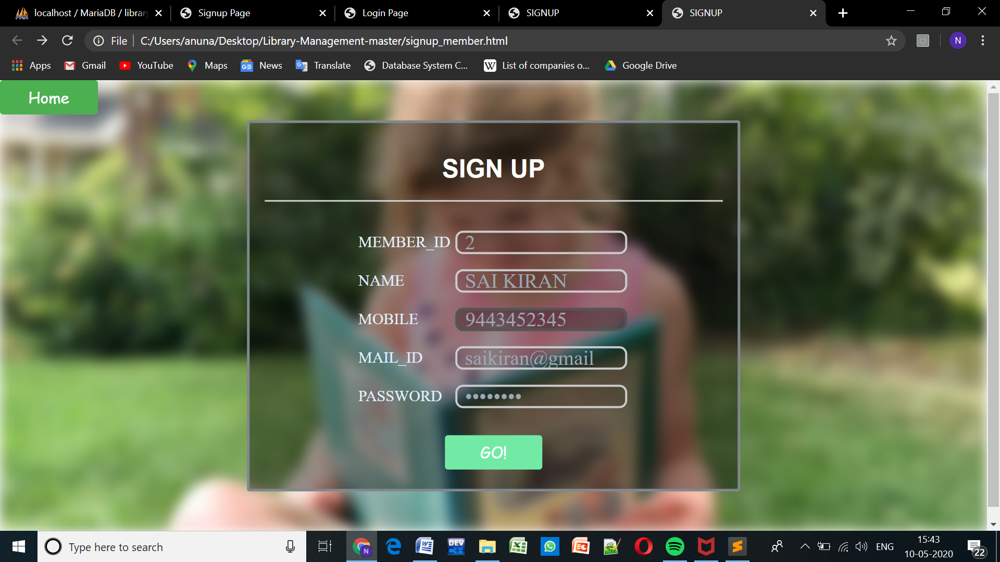 localhost / MariaDB / librar
Signup Page
Login Page
SIGNUP
SIGNUP
File
C:/Users/anuna/Desktop/Library-Management-master/signup_member.html
N
Apps
Gmail
YouTube
Maps
News
Translate
Database System C...
W
List of companies o...
Google Drive
Home
SIGN UP
MEMBER_ID 2
NAME SAI KIRAN
MOBILE 9443452345
MAIL_ID saikiran@gmail
PASSWORD ••••••••
GO!
Type here to search
N
DEV
C++
ENG
15:43
10-05-2020
22